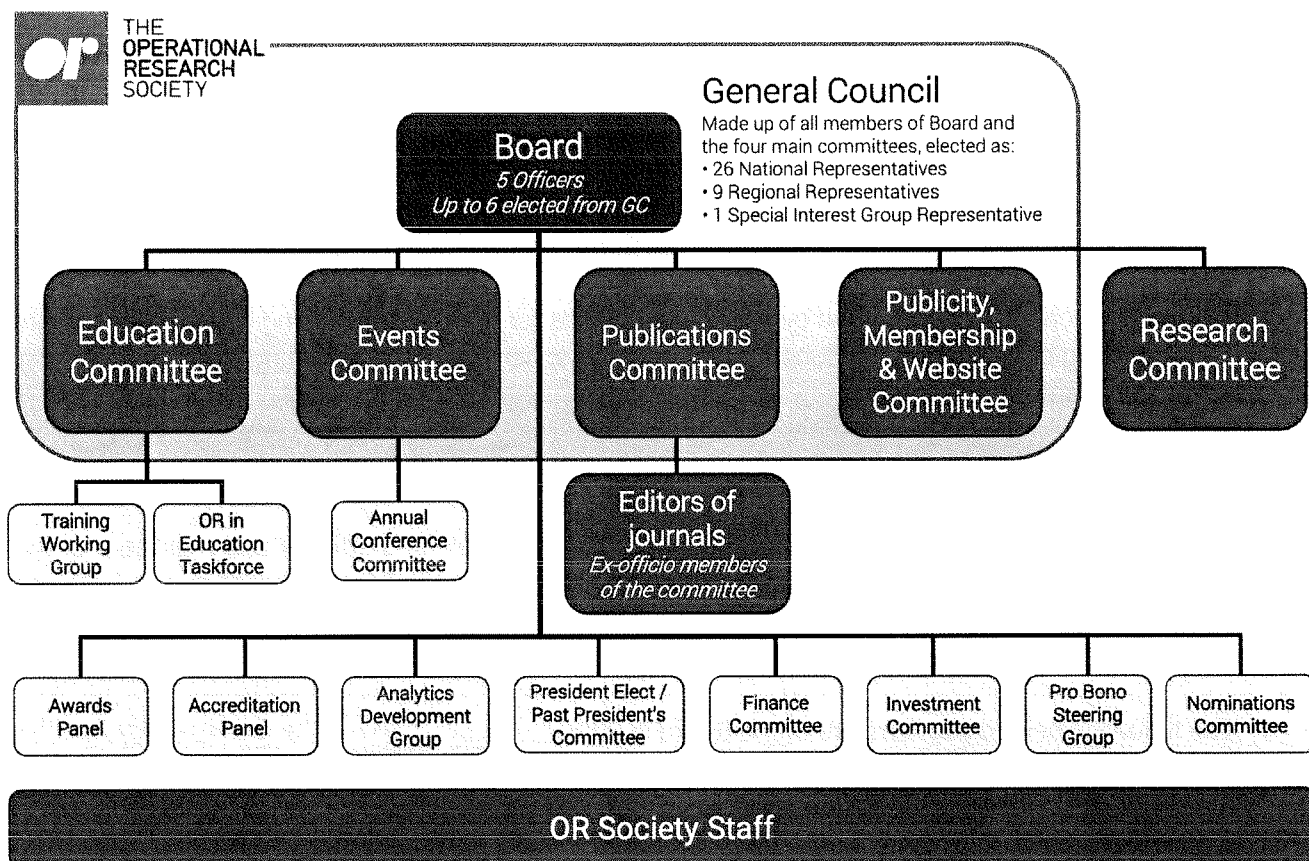 or
THE
OPERATIONAL
RESEARCH
SOCIETY
General Council
Made up of all members of Board and
the four main committees, elected as:
• 26 National Representatives
• 9 Regional Representatives
• 1 Special Interest Group Representative
Board
5 Officers
Up to 6 elected from GC
Education
Committee
Events
Committee
Publications
Committee
Publicity,
Membership
& Website
Committee
Research
Committee
Training
Working
Group
OR in
Education
Taskforce
Annual
Conference
Committee
Editors of
journals
Ex-officio members
of the committee
Awards
Panel
Accreditation
Panel
Analytics
Development
Group
President Elect /
Past President's
Committee
Finance
Committee
Investment
Committee
Pro Bono
Steering
Group
Nominations
Committee
OR Society Staff